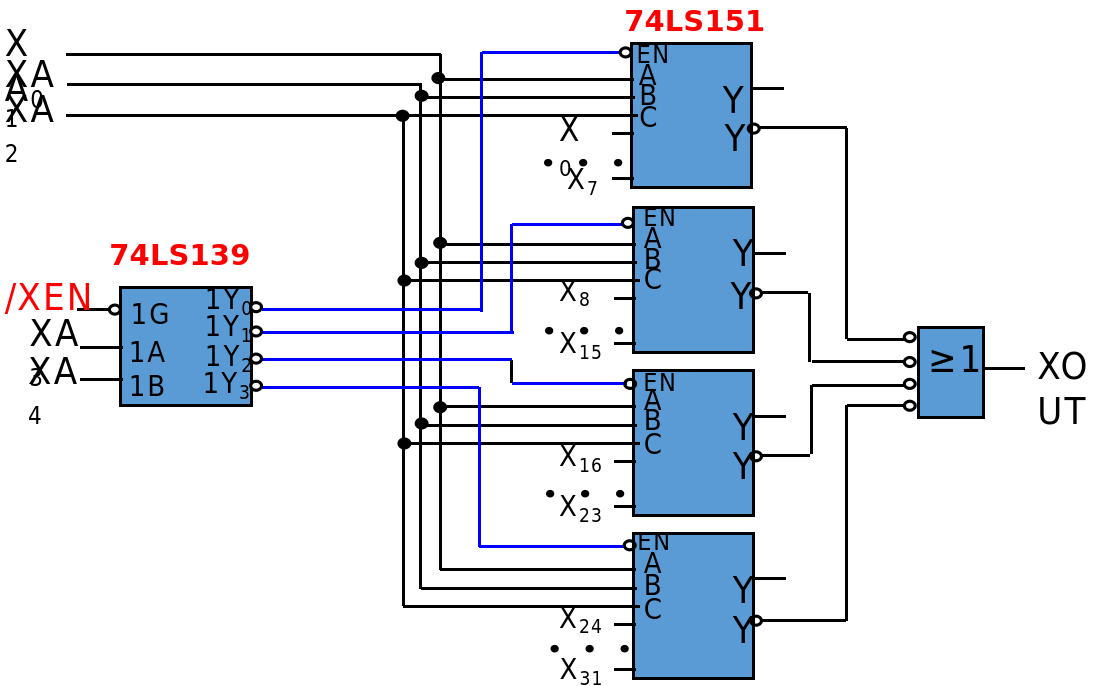 74LS151
XA0
XA1
XA2
EN
A
B
C
Y
Y
X0
X7
EN
A
B
C
Y
Y
X8
X15
74LS139
/XEN
XA3
XA4
1G
1A
1B
1Y0
1Y1
1Y2
1Y3
≥1
XOUT
EN
A
B
C
Y
Y
X16
X23
EN
A
B
C
Y
Y
X24
X31